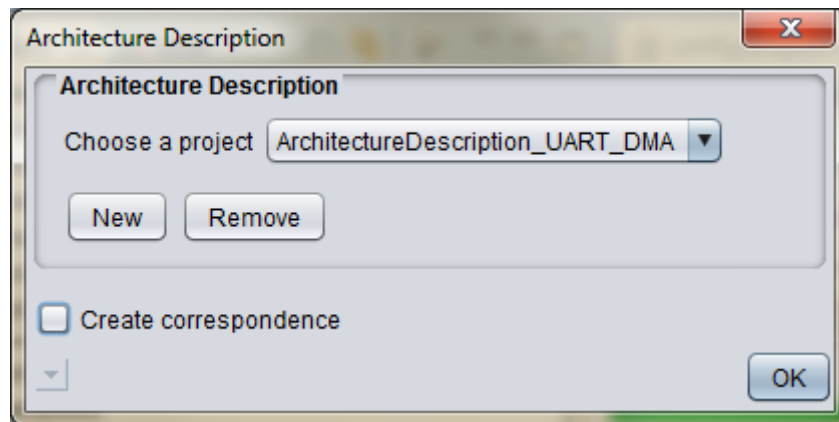 Architecture Description
Architecture Description
Choose a project ArchitectureDescription_UART_DMA
New Remove
Create correspondence
OK